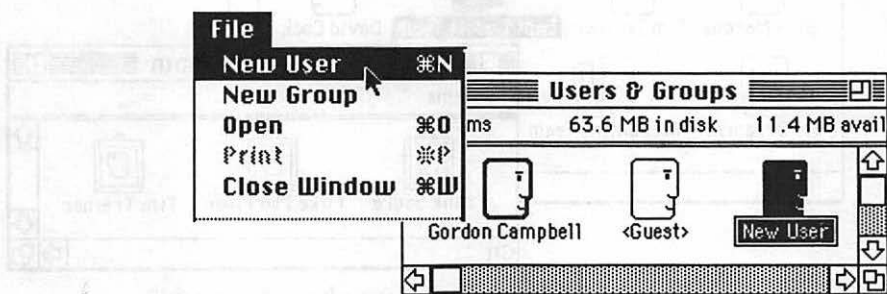 File
New User ⌘N
New Group
Open ⌘O
Print ⌘P
Close Window ⌘W
Users & Groups
ms 63.6 MB in disk 11.4 MB avail
Gordon Campbell <Guest> New User